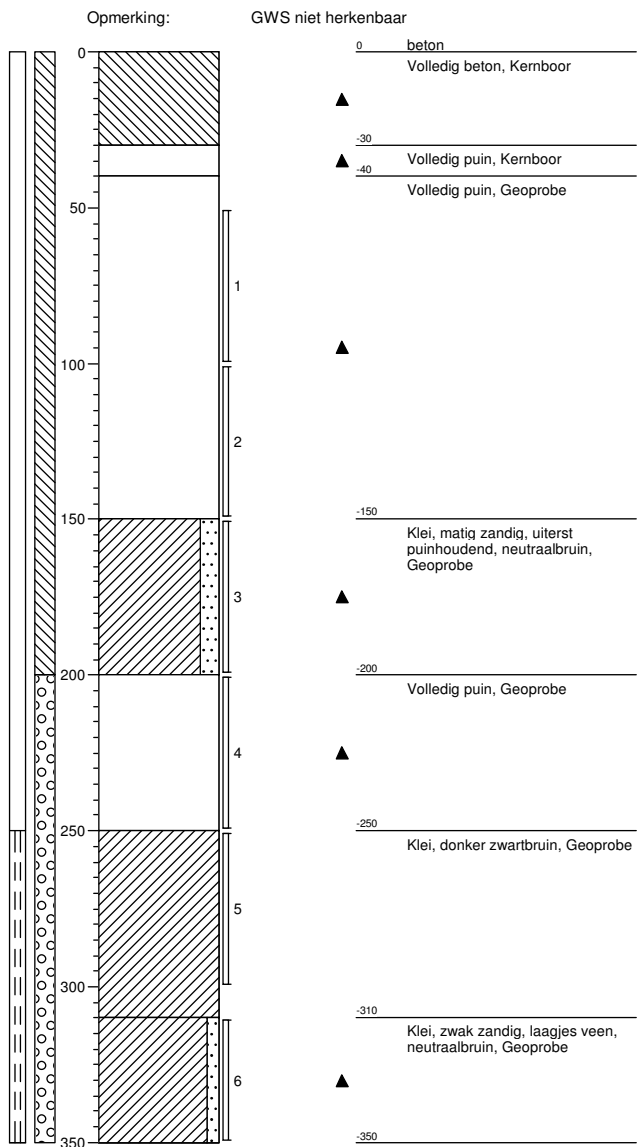 Opmerking: GWS niet herkenbaar
0
0
beton
Volledig beton, Kernboor
-30
Volledig puin, Kernboor
-40
Volledig puin, Geoprobe
50
1
100
2
150
-150
Klei, matig zandig, uiterst
puinhoudend, neutraalbruin,
Geoprobe
3
200
-200
Volledig puin, Geoprobe
4
250
-250
Klei, donker zwartbruin, Geoprobe
5
300
-310
Klei, zwak zandig, laagjes veen,
neutraalbruin, Geoprobe
6
350
-350